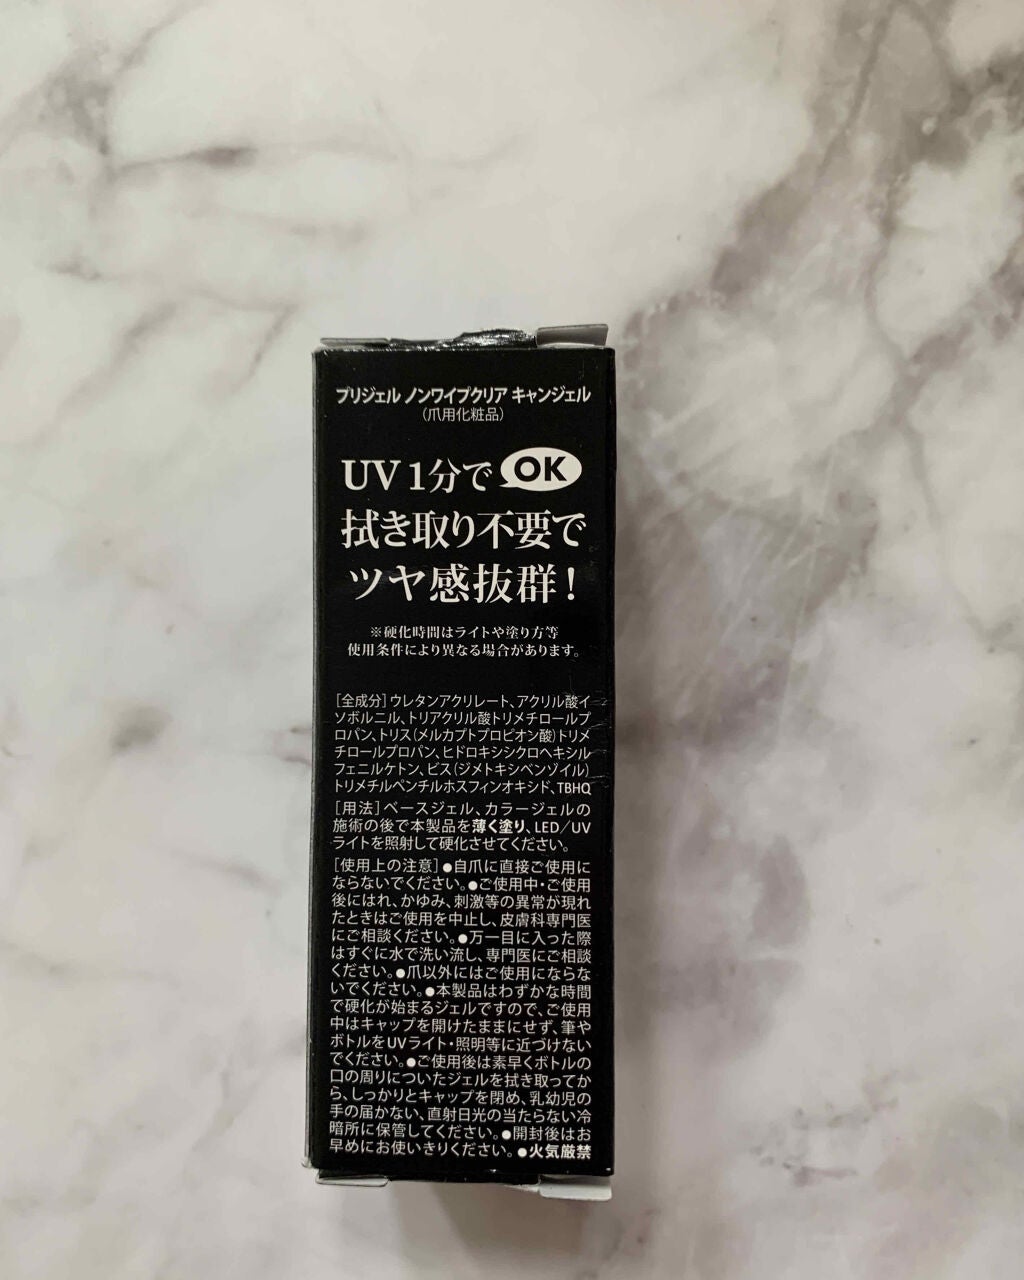 プリジェル ノンワイプクリア キャンジェル
（爪用化粧品）
UV1分で OK
拭き取り不要で
ツヤ感抜群！
※硬化時間はライトや塗り方等
使用条件により異なる場合があります。
［全成分］ウレタンアクリレート、アクリル酸イ
ソボルニル、トリアクリル酸トリメチロールプ
ロパン、トリス（メルカプトプロピオン酸）トリメ
チロールプロパン、ヒドロキシシクロヘキシル
フェニルケトン、ビス（ジメトキシベンゾイル）
トリメチルペンチルホスフィンオキシド、TBHQ
［用法］ベースジェル、カラージェルの
施術の後で本製品を薄く塗り、LED／UV
ライトを照射して硬化させてください。
［使用上の注意］●自爪に直接ご使用に
ならないでください。●ご使用中・ご使用
後にはれ、かゆみ、刺激等の異常が現れ
たときはご使用を中止し、皮膚科専門医
にご相談ください。●万一目に入った際
はすぐに水で洗い流し、専門医にご相談
ください。●爪以外にはご使用にならな
いでください。●本製品はわずかな時間
で硬化が始まるジェルですので、ご使用
中はキャップを開けたままにせず、筆や
ボトルをUVライト・照明等に近づけない
でください。●ご使用後は素早くボトルの
口の周りについたジェルを拭き取ってか
ら、しっかりとキャップを閉め、乳幼児の
手の届かない、直射日光の当たらない冷
暗所に保管してください。●開封後はお
早めにお使いきりください。●火気厳禁